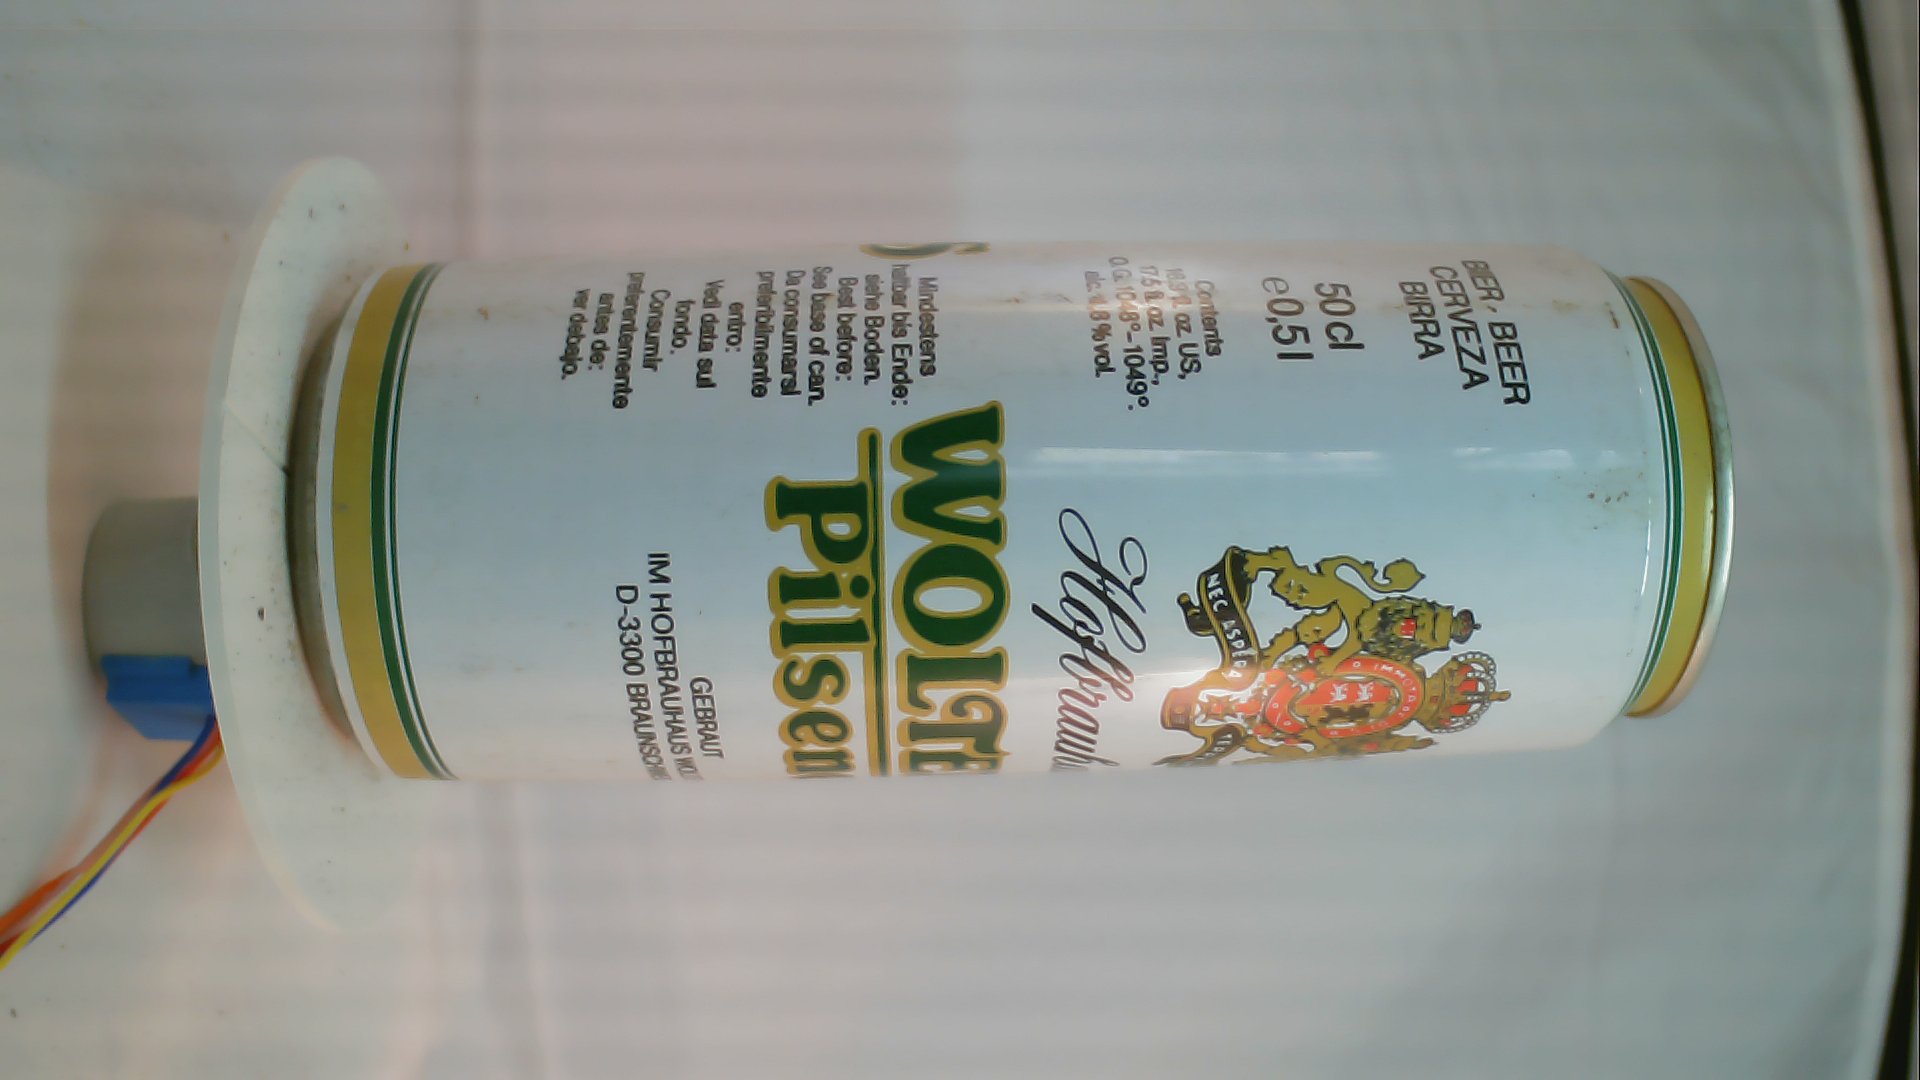 BIER, BEER
CERVEZA
BIRRA
50 cl
e 0,5 l
Contents
16.9 fl. oz. US,
17.5 fl. oz. Imp.,
O.G. 1048°–1049°.
alc. 4.8 % vol.
Mindestens
haltbar bis Ende:
siehe Boden.
Best before:
See base of can.
Da consumarsi
preferibilmente
entro:
Vedi data sul
fondo.
Consumir
preferentemente
antes de:
ver debajo.
NEC ASPERA
Hofbrauh
WOLT
Pilsen
GEBRAUT
IM HOFBRAUHAUS WO
D-3300 BRAUNSCH